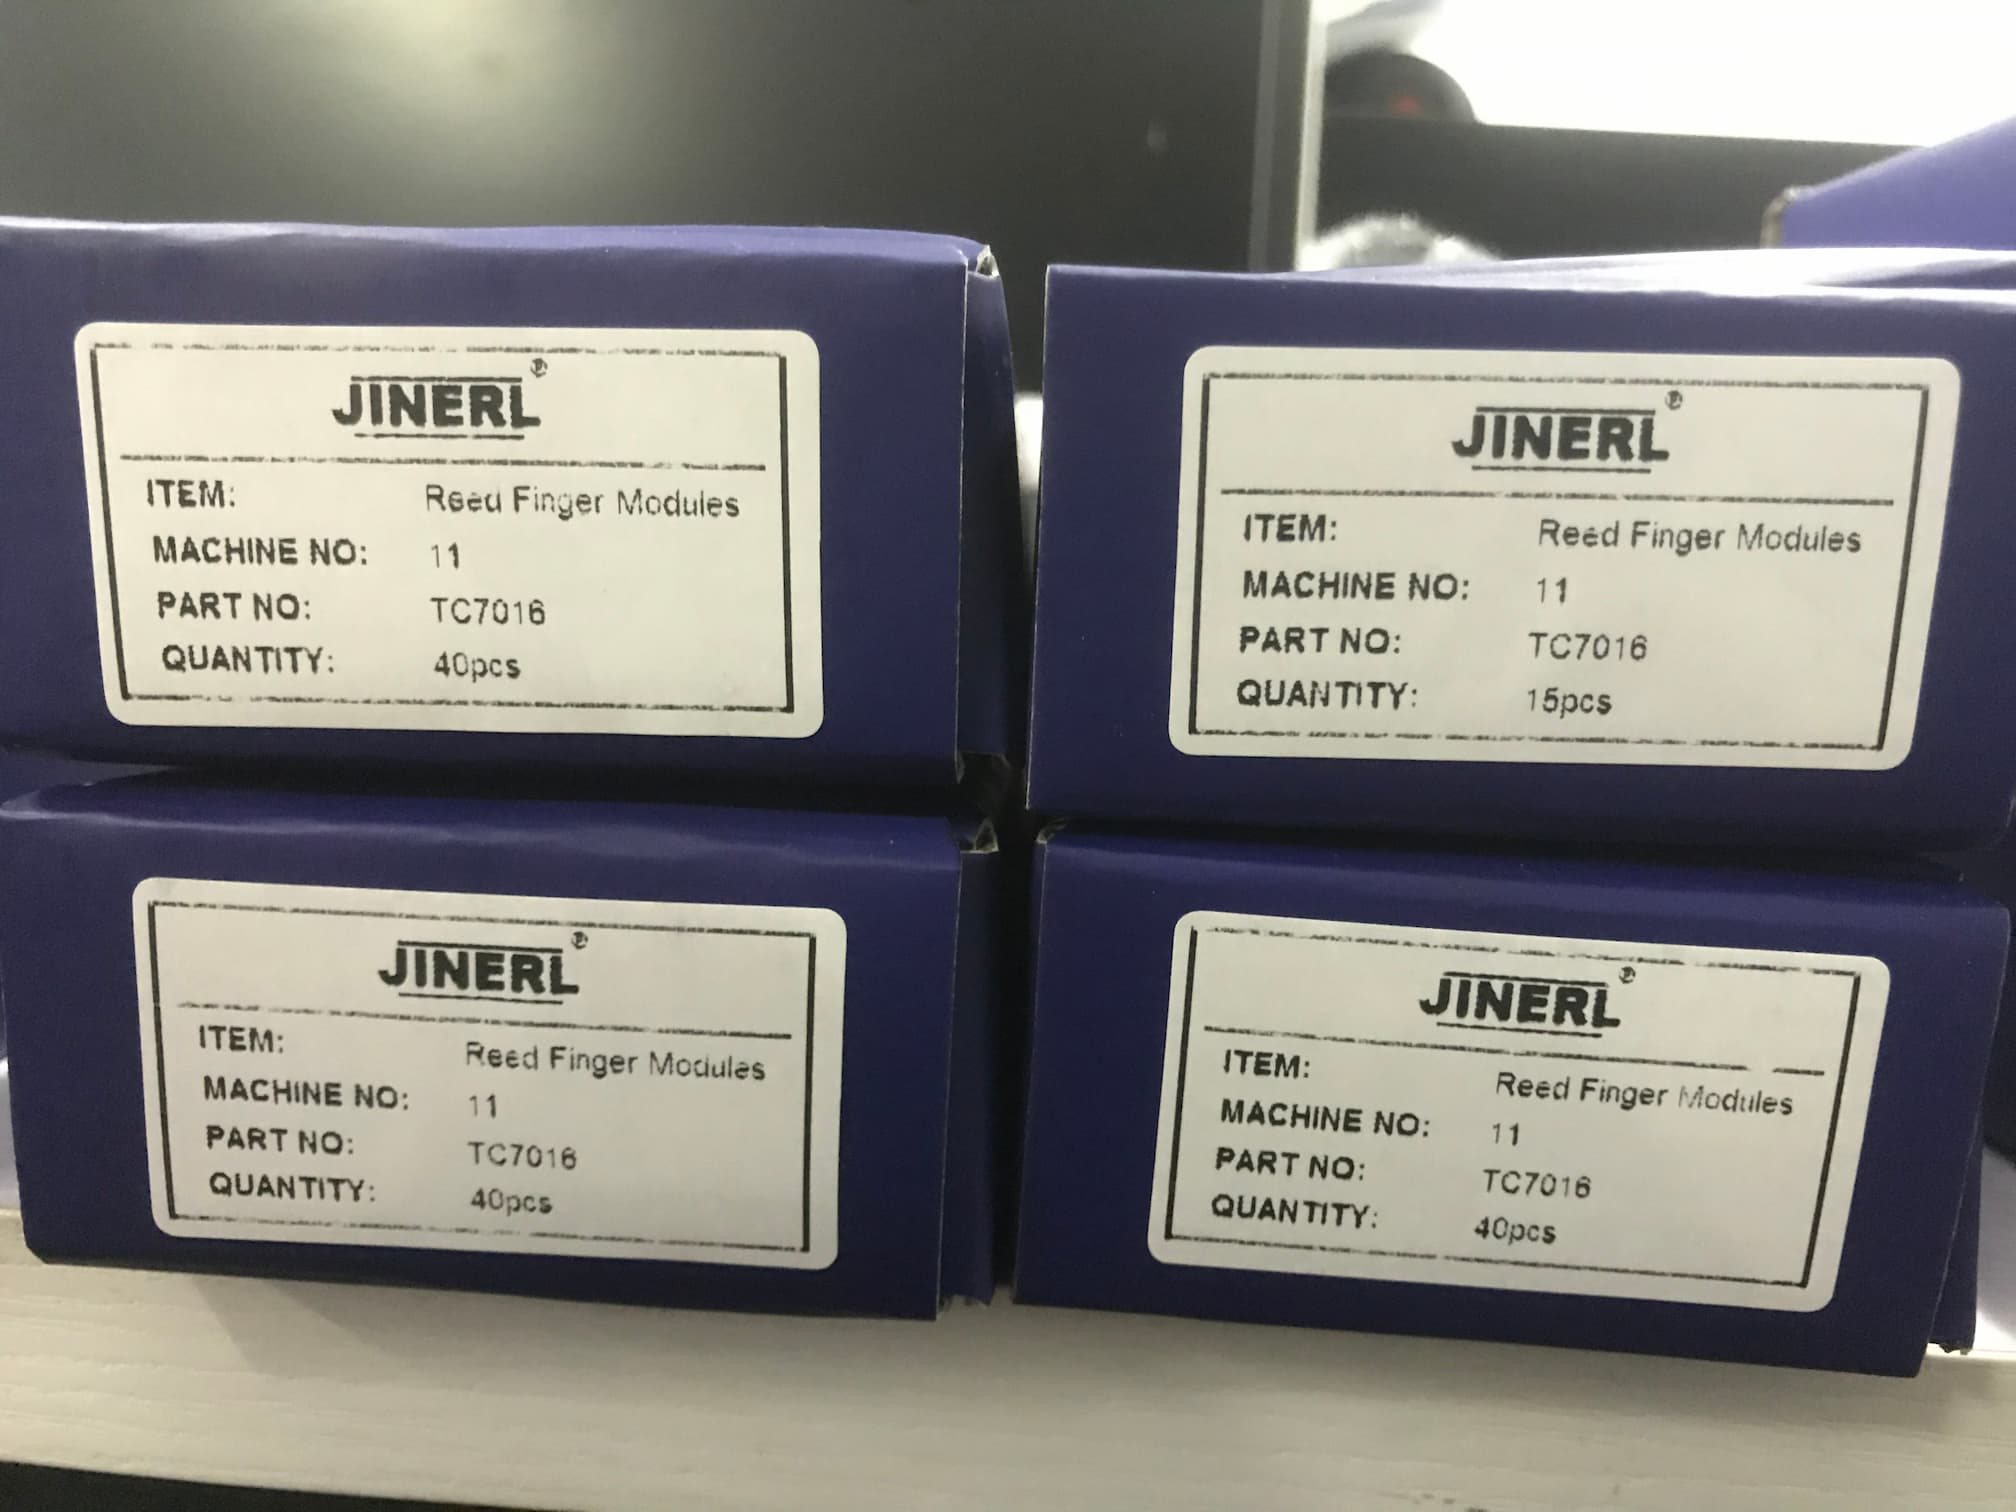 JINERL®
ITEM: Reed Finger Modules
MACHINE NO: 11
PART NO: TC7016
QUANTITY: 40pcs
JINERL®
ITEM: Reed Finger Modules
MACHINE NO: 11
PART NO: TC7016
QUANTITY: 15pcs
JINERL®
ITEM: Reed Finger Modules
MACHINE NO: 11
PART NO: TC7016
QUANTITY: 40pcs
JINERL®
ITEM: Reed Finger Modules
MACHINE NO: 11
PART NO: TC7016
QUANTITY: 40pcs